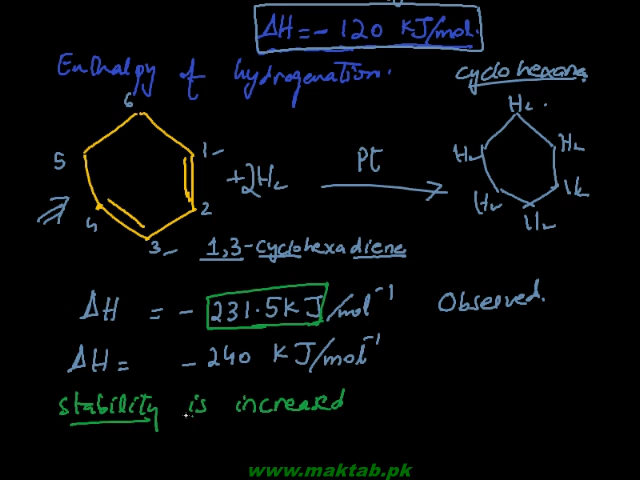 ΔH = - 120 KJ/mol.
Enthalpy of hydrogenation.
cyclohexane
6
5
1
2
3
4
+2H₂
Pt
H₂
H₂
H₂
H₂
H₂
H₂
1,3-cyclohexadiene
ΔH = - 231.5KJ/mol⁻¹ Observed.
ΔH = - 240 KJ/mol⁻¹
stability is increased
www.maktab.pk